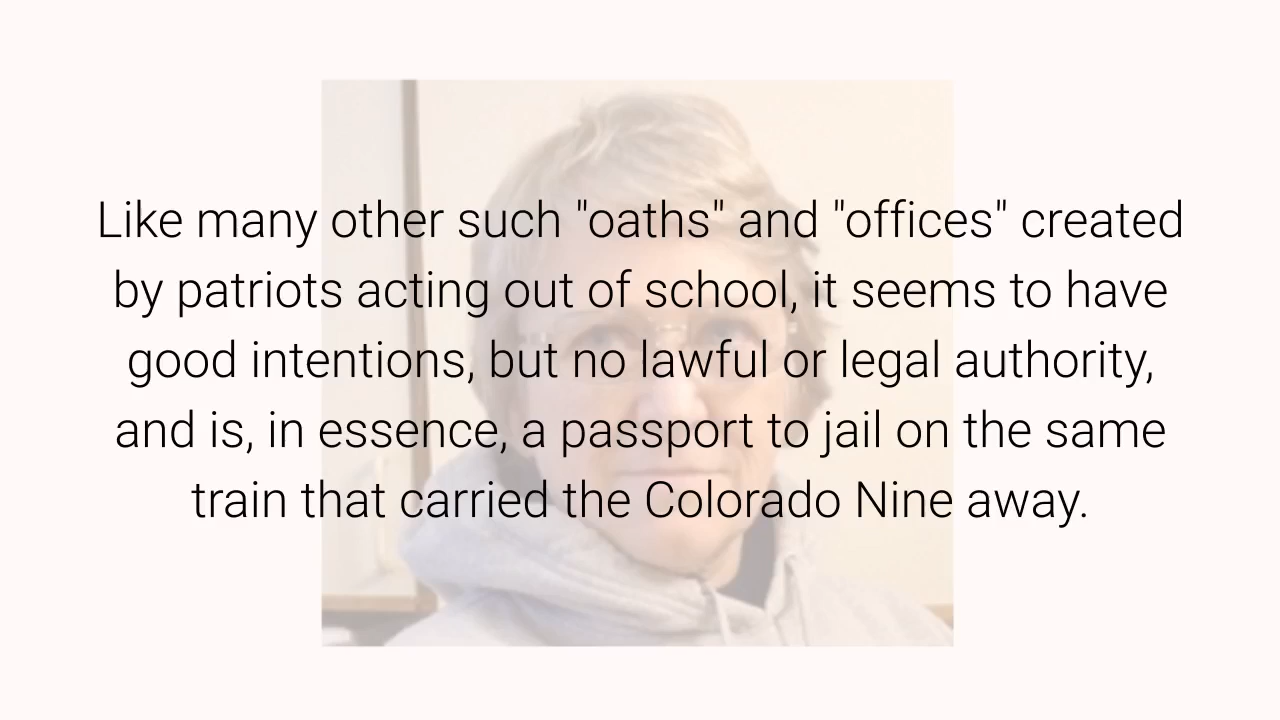 Like many other such "oaths" and "offices" created
by patriots acting out of school, it seems to have
good intentions, but no lawful or legal authority,
and is, in essence, a passport to jail on the same
train that carried the Colorado Nine away.